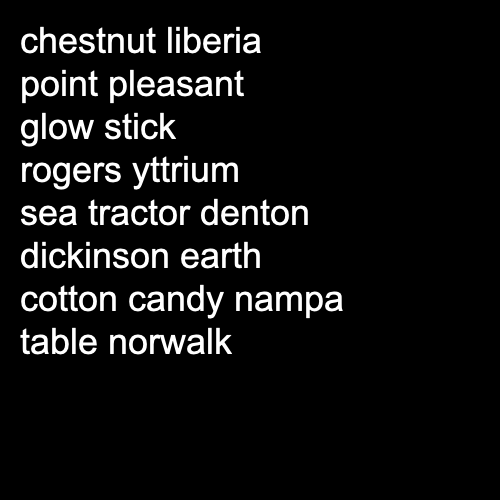 chestnut liberia
point pleasant
glow stick
rogers yttrium
sea tractor denton
dickinson earth
cotton candy nampa
table norwalk